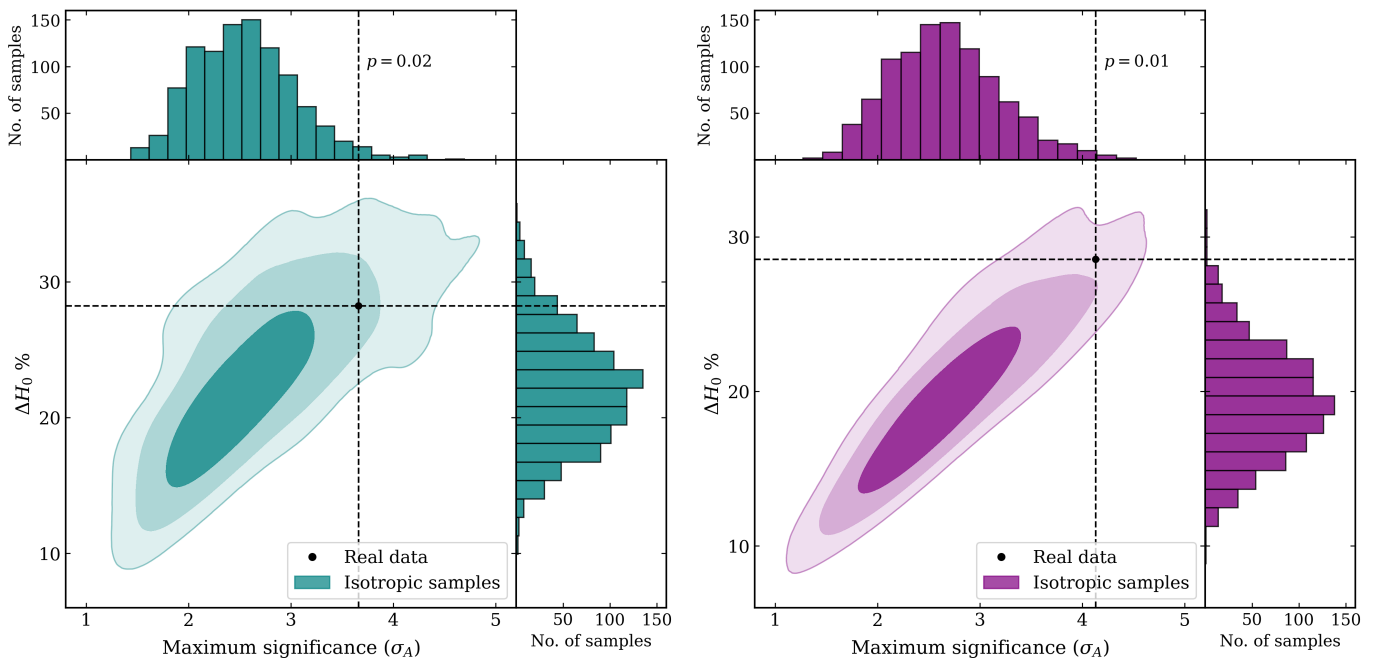 No. of samples
150
100
50
p = 0.02
ΔH₀ %
30
20
10
Real data
Isotropic samples
1 2 3 4 5
Maximum significance (σ_A)
50 100 150
No. of samples
No. of samples
150
100
50
p = 0.01
30
20
10
ΔH₀ %
Real data
Isotropic samples
1 2 3 4 5
Maximum significance (σ_A)
50 100 150
No. of samples